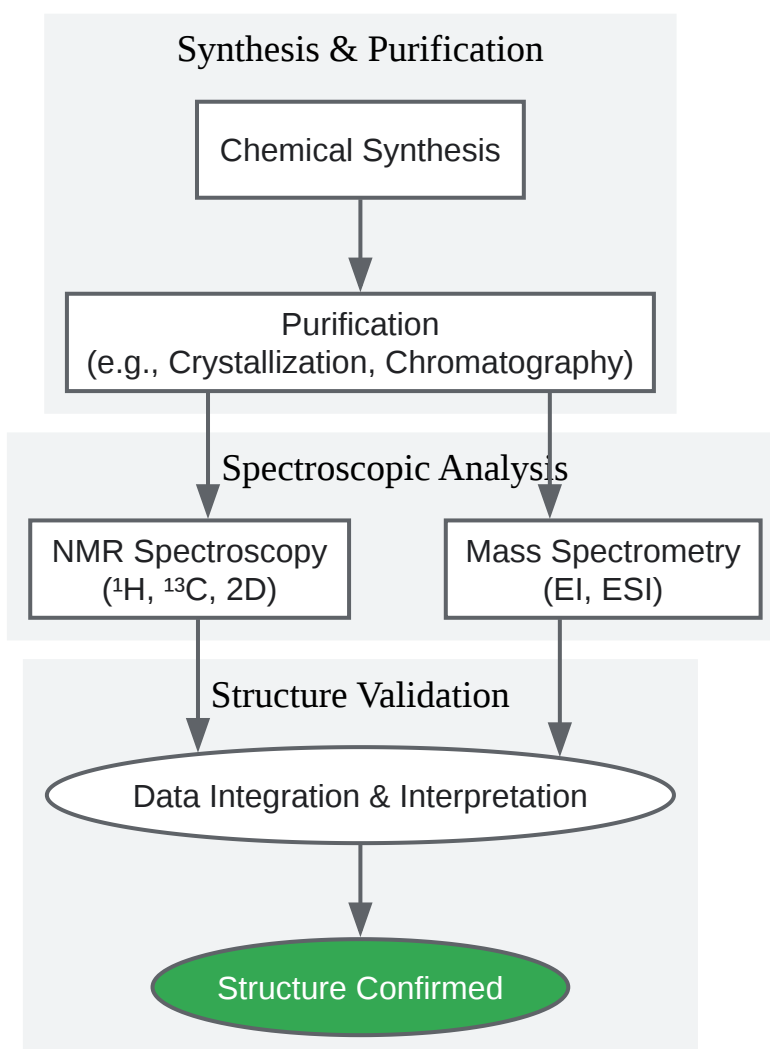 Synthesis & Purification
Chemical Synthesis
Purification
(e.g., Crystallization, Chromatography)
Spectroscopic Analysis
NMR Spectroscopy
(¹H, ¹³C, 2D)
Mass Spectrometry
(EI, ESI)
Structure Validation
Data Integration & Interpretation
Structure Confirmed